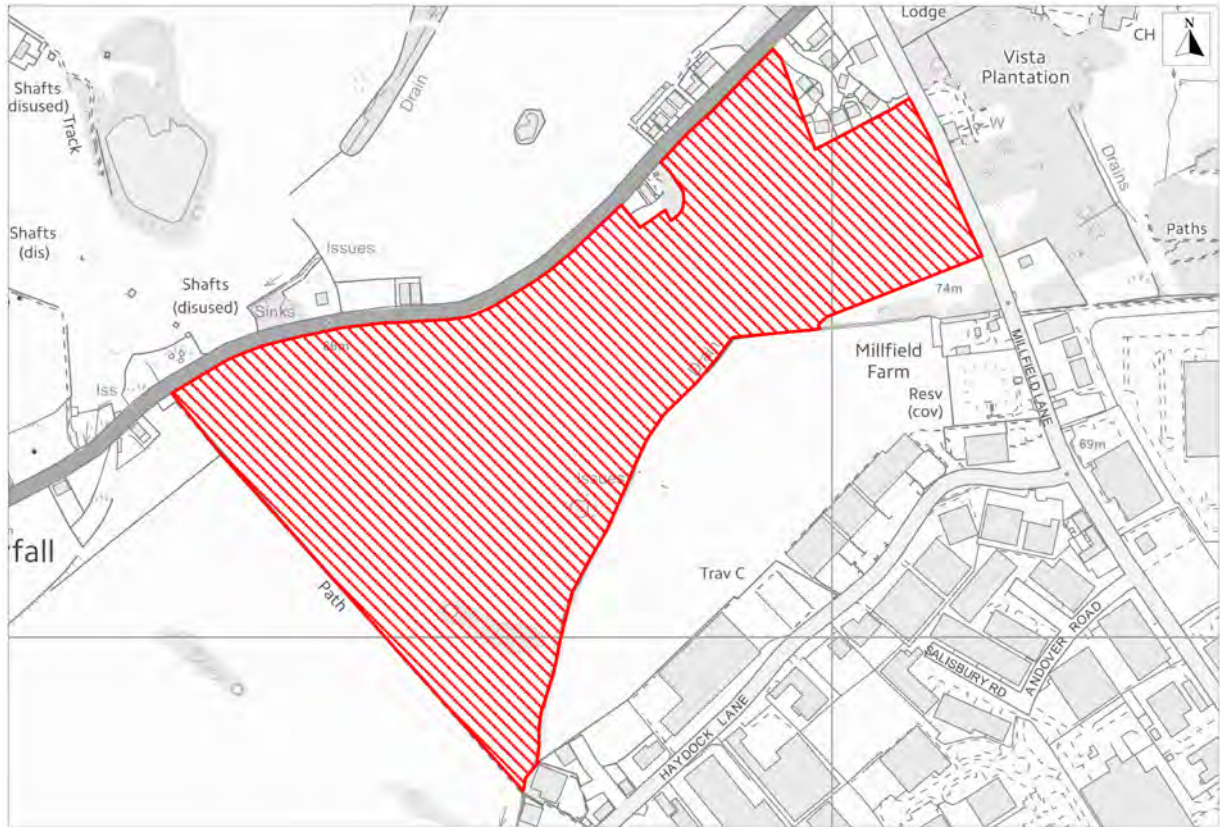 Lodge
CH
N
Vista
Plantation
Shafts
disused)
Track
Drain
W
Drains
Paths
Shafts
(dis)
Issues
Shafts
(disused)
Sinks
74m
Drain
Millfield
Farm
MILLFIELD LANE
Iss
Resv
(cov)
69m
Issues
rfall
Path
Trav C
ANDOVER ROAD
SALISBURY RD
HAYDOCK LANE